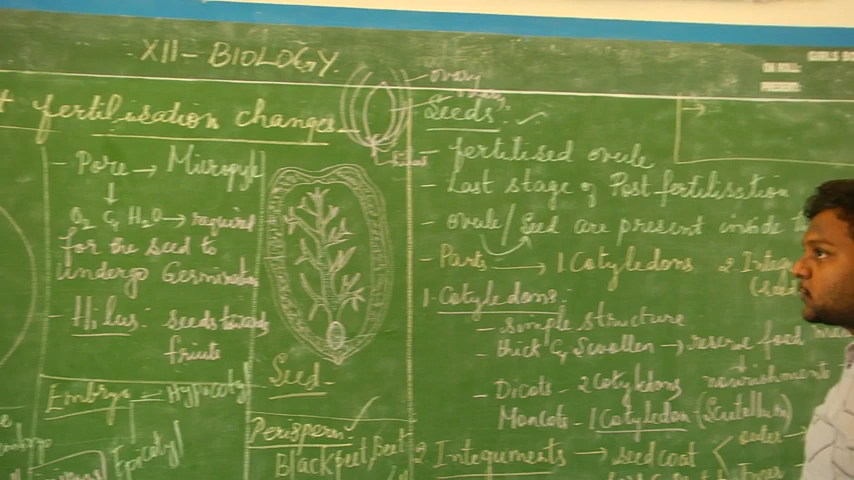 XII - BIOLOGY
fertilisation changes
ovary
- Pore → Micropyle
O2 & H2O → required
for the seed to
undergo Germination
- Hilus: seeds towards
fruits
Embryo
Hypocotyl
Epicotyl
Seed
Perisperm:
Black
Beet
Seeds
- fertilised ovule
- Last stage of Post fertilisation
- ovule/Seed are present inside
- Parts → 1 Cotyledons 2 Integ
1. Cotyledons:
- simple structure
- thick & Swollen → reserve food
nourishment
- Dicots - 2 Cotyledons
Monocots - 1 Cotyledon (Scutellum)
2 Integuments → seed coat
outer →